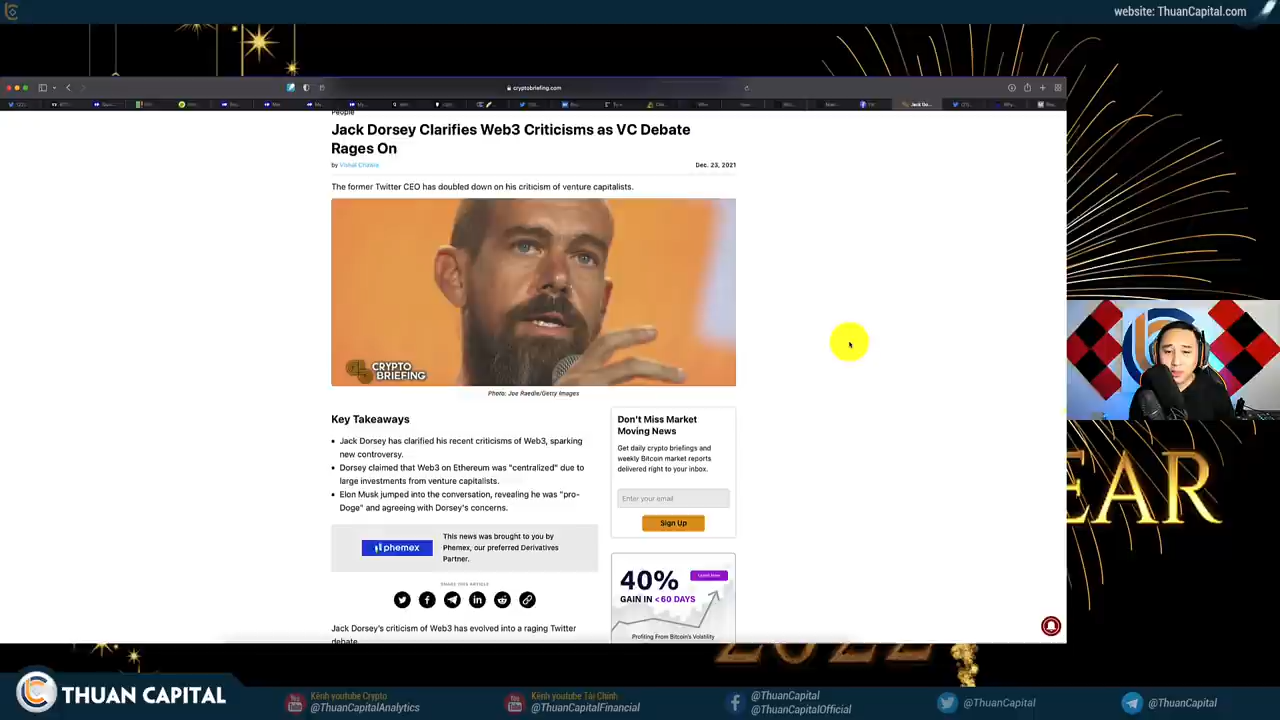 website: ThuanCapital.com
cryptobriefing.com
People
Jack Dorsey Clarifies Web3 Criticisms as VC Debate
Rages On
by Vishal Chawla
Dec. 23, 2021
The former Twitter CEO has doubled down on his criticism of venture capitalists.
CRYPTO
BRIEFING
Photo: Joe Raedle/Getty Images
Key Takeaways
• Jack Dorsey has clarified his recent criticisms of Web3, sparking
new controversy.
• Dorsey claimed that Web3 on Ethereum was "centralized" due to
large investments from venture capitalists.
• Elon Musk jumped into the conversation, revealing he was "pro-
Doge" and agreeing with Dorsey's concerns.
phemex
This news was brought to you by
Phemex, our preferred Derivatives
Partner.
SHARE THIS ARTICLE
Jack Dorsey's criticism of Web3 has evolved into a raging Twitter
debate
Don't Miss Market
Moving News
Get daily crypto briefings and
weekly Bitcoin market reports
delivered right to your inbox.
Enter your email
Sign Up
40%
Learn More
GAIN IN <60 DAYS
Profiting From Bitcoin's Volatility
EAR
2022
THUAN CAPITAL
Kênh youtube Crypto
@ThuanCapitalAnalytics
Kênh youtube Tài Chính
@ThuanCapitalFinancial
@ThuanCapital
@ThuanCapitalOfficial
@ThuanCapital
@ThuanCapital